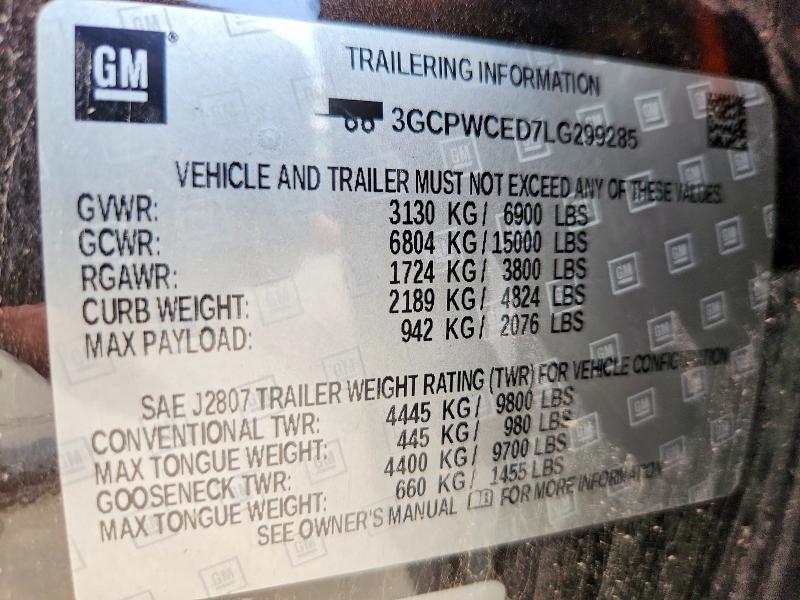 GM
TRAILERING INFORMATION
3GCPWCED7LG299285
VEHICLE AND TRAILER MUST NOT EXCEED ANY OF THESE VALUES.
GVWR: 3130 KG/ 6900 LBS
GCWR: 6804 KG/15000 LBS
RGAWR: 1724 KG/ 3800 LBS
CURB WEIGHT: 2189 KG/ 4824 LBS
MAX PAYLOAD: 942 KG/ 2076 LBS
SAE J2807 TRAILER WEIGHT RATING (TWR) FOR VEHICLE CONFIGURATION
CONVENTIONAL TWR: 4445 KG/ 9800 LBS
MAX TONGUE WEIGHT: 445 KG/ 980 LBS
GOOSENECK TWR: 4400 KG/ 9700 LBS
MAX TONGUE WEIGHT: 660 KG/ 1455 LBS
SEE OWNER'S MANUAL FOR MORE INFORMATION